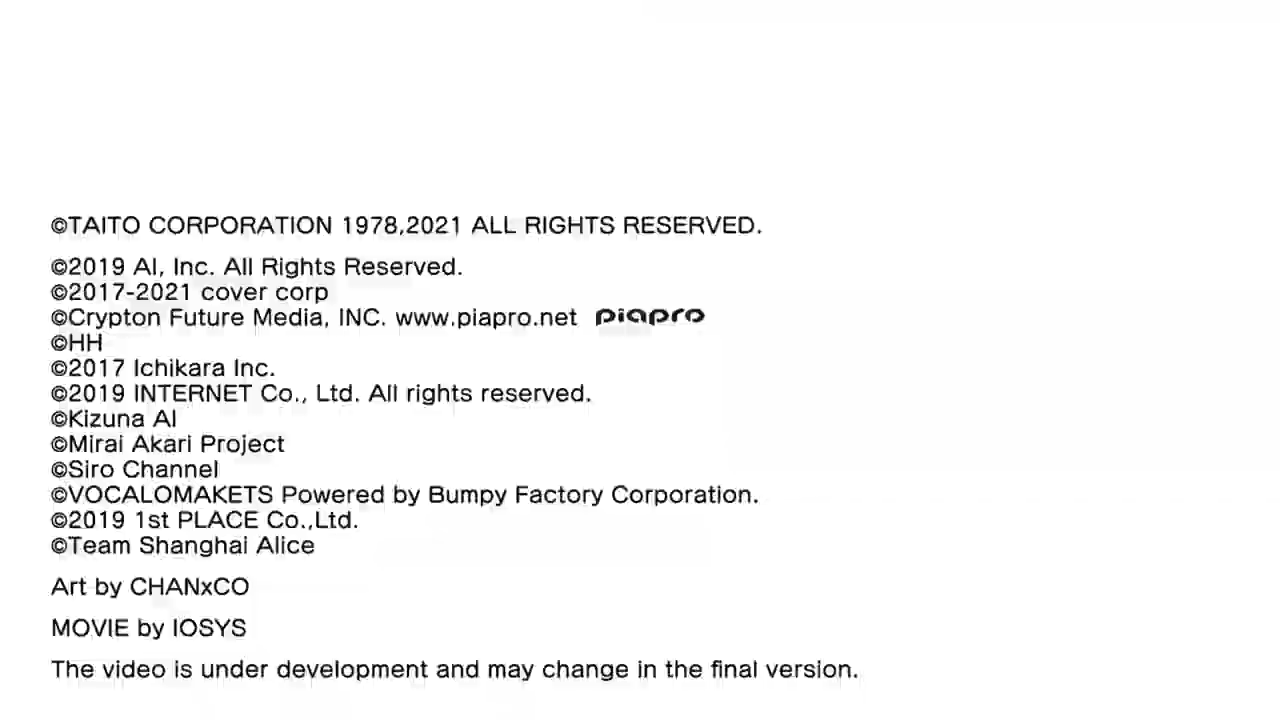 ©TAITO CORPORATION 1978,2021 ALL RIGHTS RESERVED.
©2019 AI, Inc. All Rights Reserved.
©2017-2021 cover corp
©Crypton Future Media, INC. www.piapro.net piapro
©HH
©2017 Ichikara Inc.
©2019 INTERNET Co., Ltd. All rights reserved.
©Kizuna AI
©Mirai Akari Project
©Siro Channel
©VOCALOMAKETS Powered by Bumpy Factory Corporation.
©2019 1st PLACE Co.,Ltd.
©Team Shanghai Alice
Art by CHANxCO
MOVIE by IOSYS
The video is under development and may change in the final version.